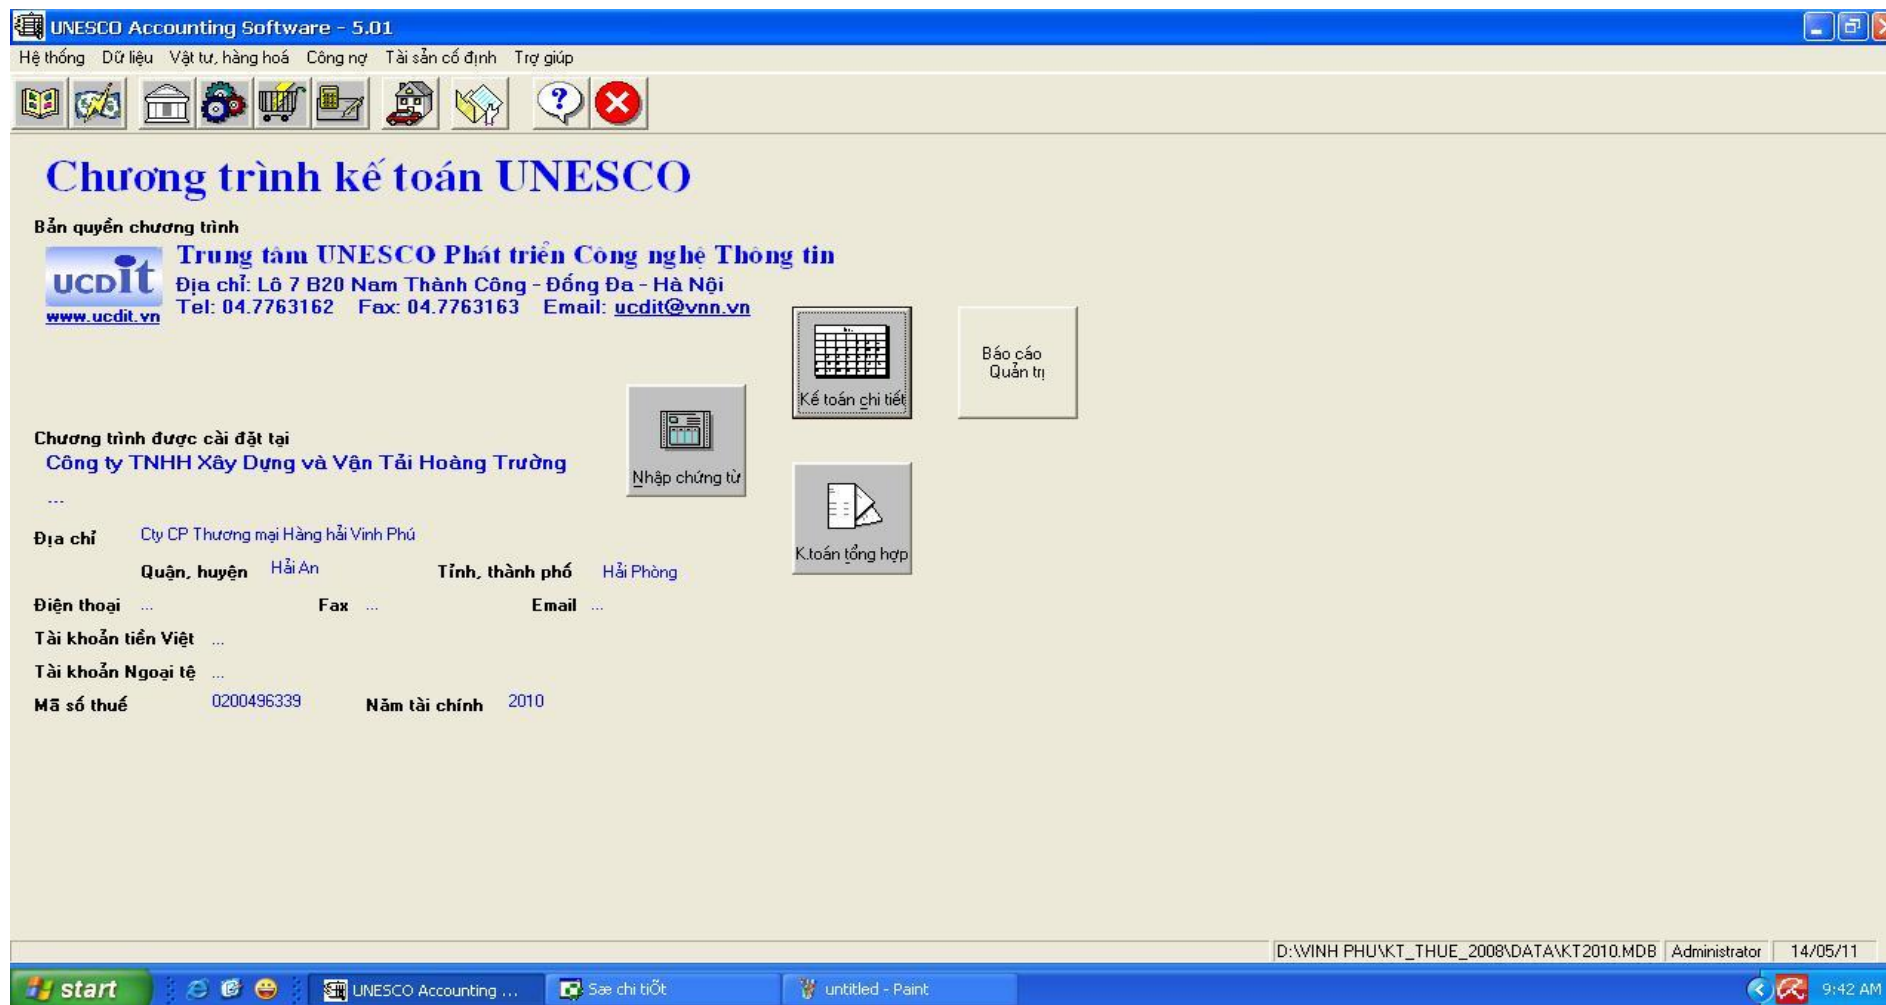 UNESCO Accounting Software - 5.01
Hệ thống Dữ liệu Vật tư, hàng hoá Công nợ Tài sản cố định Trợ giúp
Chương trình kế toán UNESCO
Bản quyền chương trình
ucdit
www.ucdit.vn
Trung tâm UNESCO Phát triển Công nghệ Thông tin
Địa chỉ: Lô 7 B20 Nam Thành Công - Đống Đa - Hà Nội
Tel: 04.7763162 Fax: 04.7763163 Email: ucdit@vnn.vn
Kế toán chi tiết
Báo cáo
Quản trị
Nhập chứng từ
K.toán tổng hợp
Chương trình được cài đặt tại
Công ty TNHH Xây Dựng và Vận Tải Hoàng Trường
...
Địa chỉ Cty CP Thương mại Hàng hải Vinh Phú
Quận, huyện Hải An Tỉnh, thành phố Hải Phòng
Điện thoại ... Fax ... Email ...
Tài khoản tiền Việt ...
Tài khoản Ngoại tệ ...
Mã số thuế 0200496339 Năm tài chính 2010
D:\VINH PHU\KT_THUE_2008\DATA\KT2010.MDB Administrator 14/05/11
start UNESCO Accounting ... Sæ chi tiÕt untitled - Paint 9:42 AM